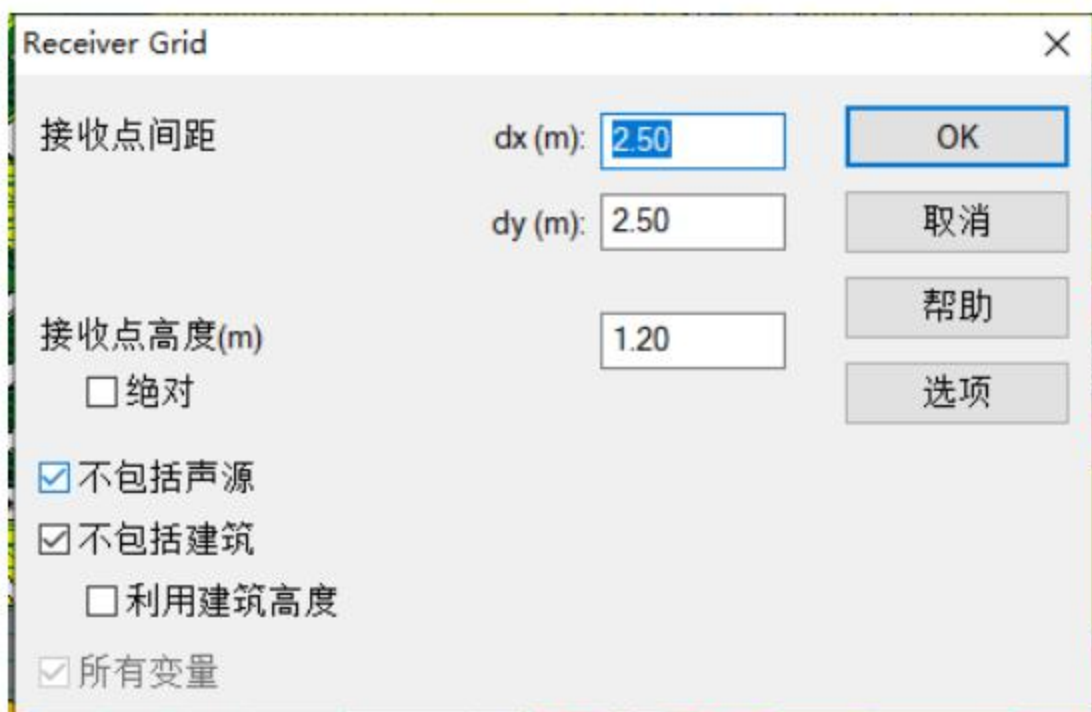 Receiver Grid
接收点间距 dx (m): 2.50 OK
dy (m): 2.50 取消
帮助
接收点高度(m) 1.20
绝对 选项
不包括声源
不包括建筑
利用建筑高度
所有变量